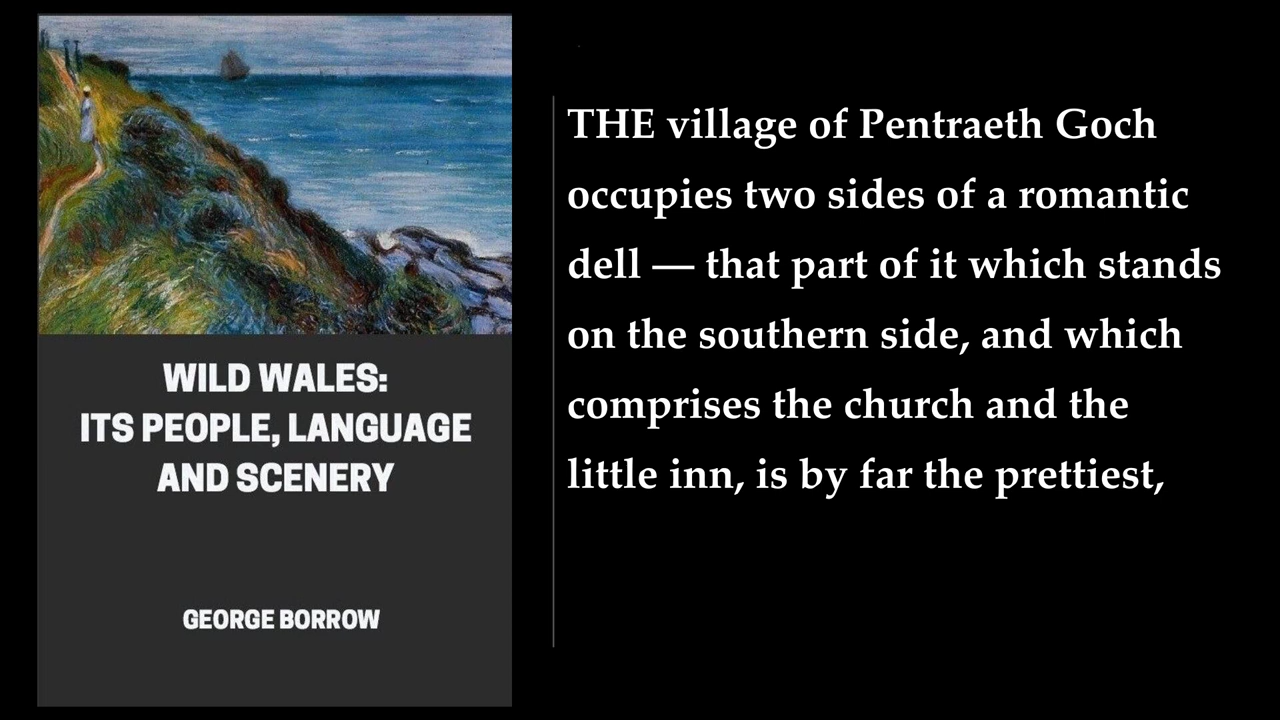 WILD WALES:
ITS PEOPLE, LANGUAGE
AND SCENERY
GEORGE BORROW
THE village of Pentraeth Goch
occupies two sides of a romantic
dell — that part of it which stands
on the southern side, and which
comprises the church and the
little inn, is by far the prettiest,